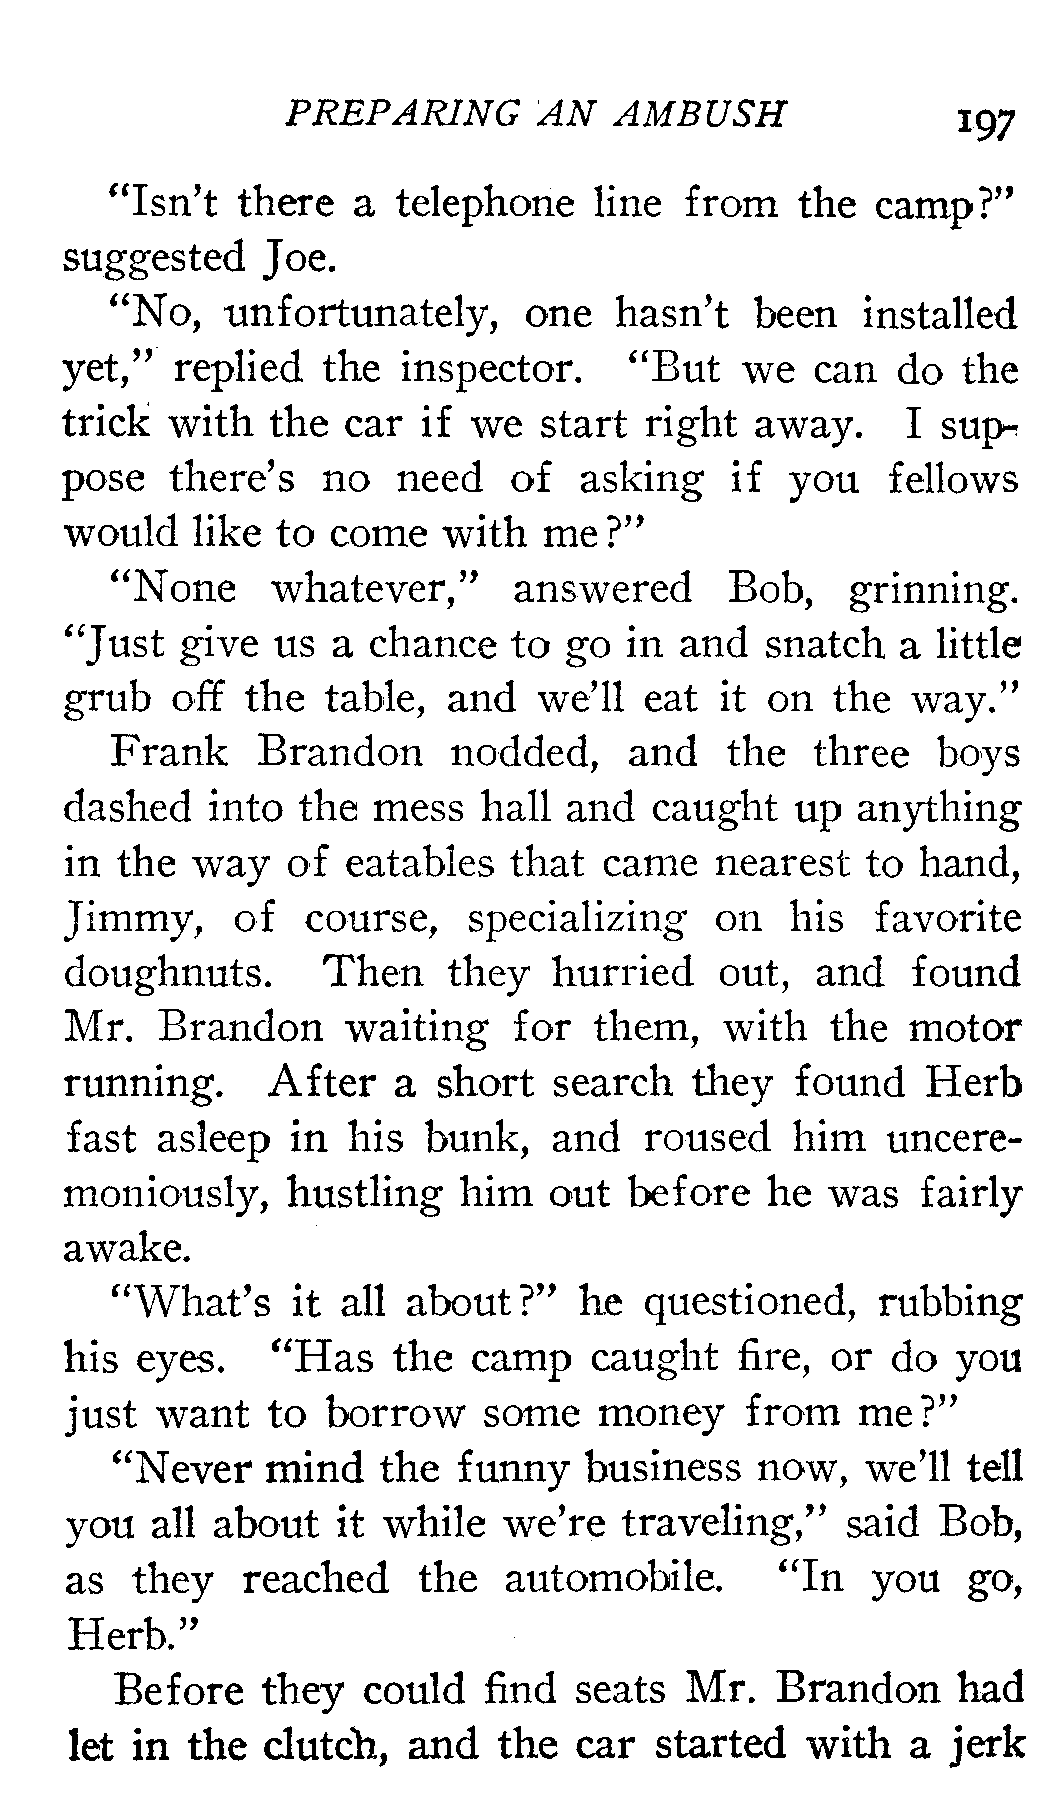 PREPARING AN AMBUSH 197
"Isn't there a telephone line from the camp?"
suggested Joe.
"No, unfortunately, one hasn't been installed
yet," replied the inspector. "But we can do the
trick with the car if we start right away. I sup-
pose there's no need of asking if you fellows
would like to come with me?"
"None whatever," answered Bob, grinning.
"Just give us a chance to go in and snatch a little
grub off the table, and we'll eat it on the way."
Frank Brandon nodded, and the three boys
dashed into the mess hall and caught up anything
in the way of eatables that came nearest to hand,
Jimmy, of course, specializing on his favorite
doughnuts. Then they hurried out, and found
Mr. Brandon waiting for them, with the motor
running. After a short search they found Herb
fast asleep in his bunk, and roused him uncere-
moniously, hustling him out before he was fairly
awake.
"What's it all about?" he questioned, rubbing
his eyes. "Has the camp caught fire, or do you
just want to borrow some money from me?"
"Never mind the funny business now, we'll tell
you all about it while we're traveling," said Bob,
as they reached the automobile. "In you go,
Herb."
Before they could find seats Mr. Brandon had
let in the clutch, and the car started with a jerk